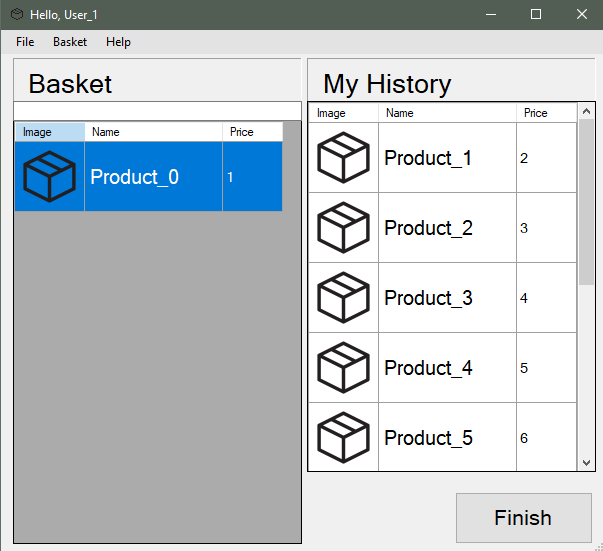 Hello, User_1
File Basket Help
Basket
Image Name Price
Product_0 1
My History
Image Name Price
Product_1 2
Product_2 3
Product_3 4
Product_4 5
Product_5 6
Finish